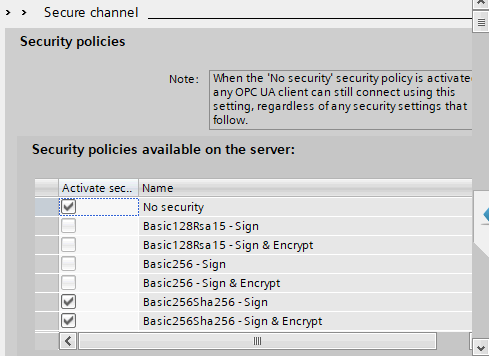 > > Secure channel
Security policies
Note: When the 'No security' security policy is activate
any OPC UA client can still connect using this
setting, regardless of any security settings that
follow.
Security policies available on the server:
Activate sec.. Name
No security
Basic128Rsa15 - Sign
Basic128Rsa15 - Sign & Encrypt
Basic256 - Sign
Basic256 - Sign & Encrypt
Basic256Sha256 - Sign
Basic256Sha256 - Sign & Encrypt